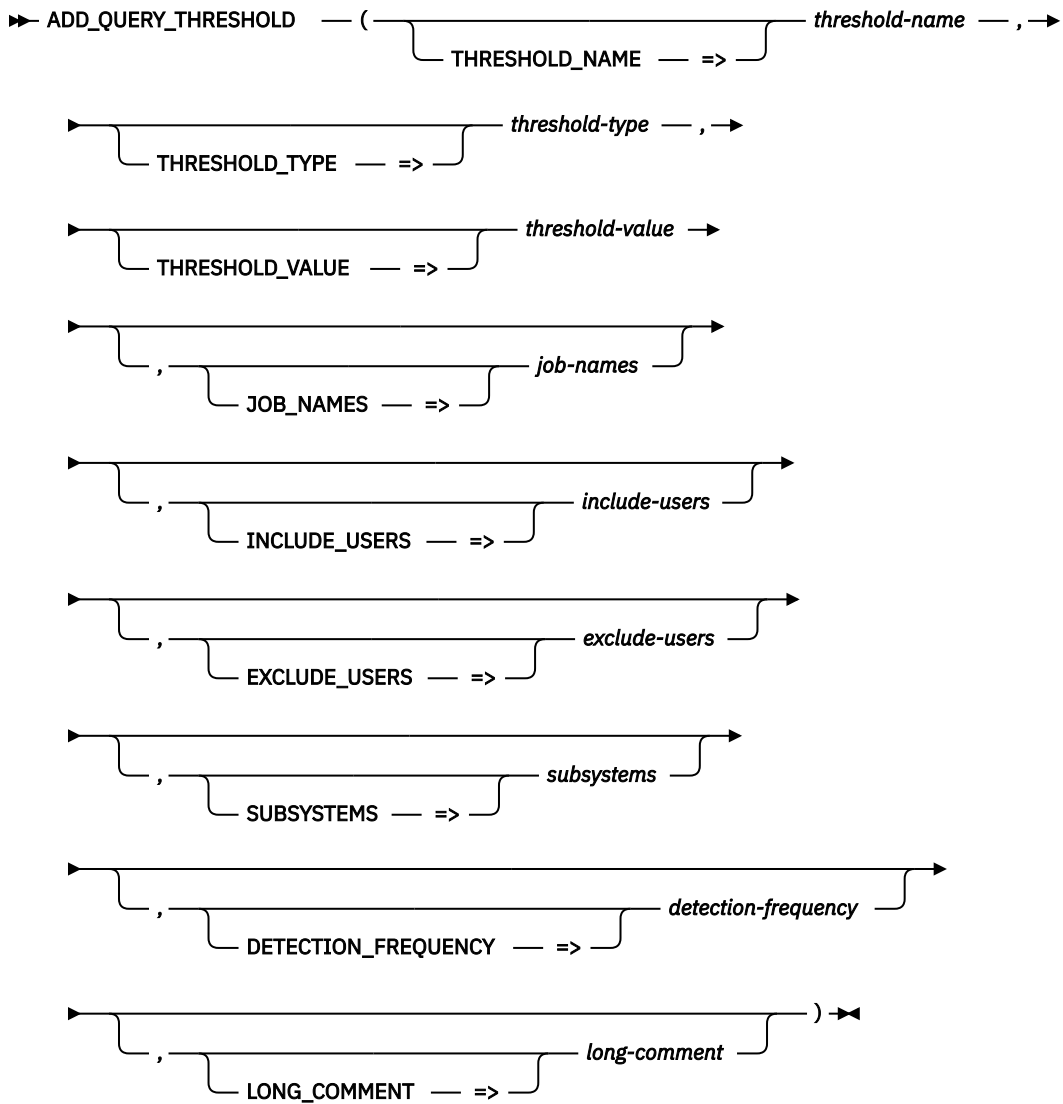 ADD_QUERY_THRESHOLD ( threshold-name ,
THRESHOLD_NAME =>
threshold-type ,
THRESHOLD_TYPE =>
threshold-value
THRESHOLD_VALUE =>
, job-names
JOB_NAMES =>
, include-users
INCLUDE_USERS =>
, exclude-users
EXCLUDE_USERS =>
, subsystems
SUBSYSTEMS =>
, detection-frequency
DETECTION_FREQUENCY =>
)
, long-comment
LONG_COMMENT =>